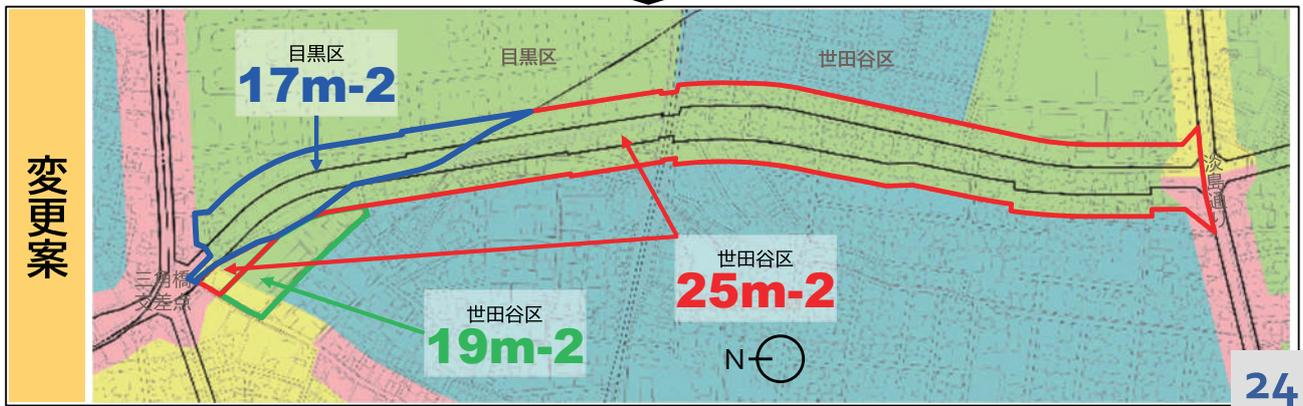 変更案
目黒区
17m-2
目黒区
世田谷区
淡島通り
三角橋
交差点
世田谷区
25m-2
世田谷区
19m-2
N
24